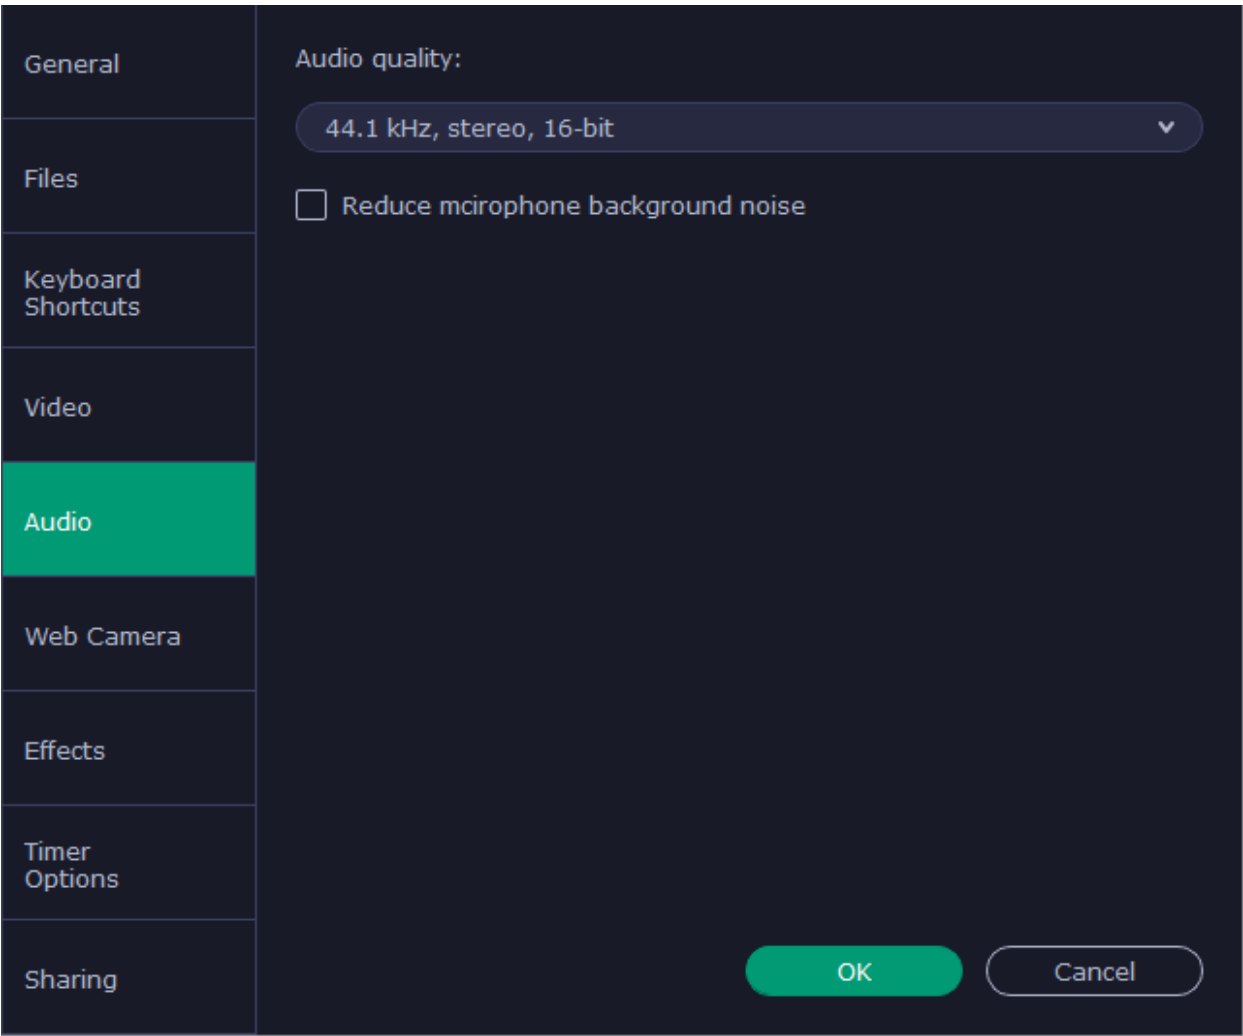 General
Files
Keyboard
Shortcuts
Video
Audio
Web Camera
Effects
Timer
Options
Sharing
Audio quality:
44.1 kHz, stereo, 16-bit
Reduce mcirophone background noise
OK
Cancel